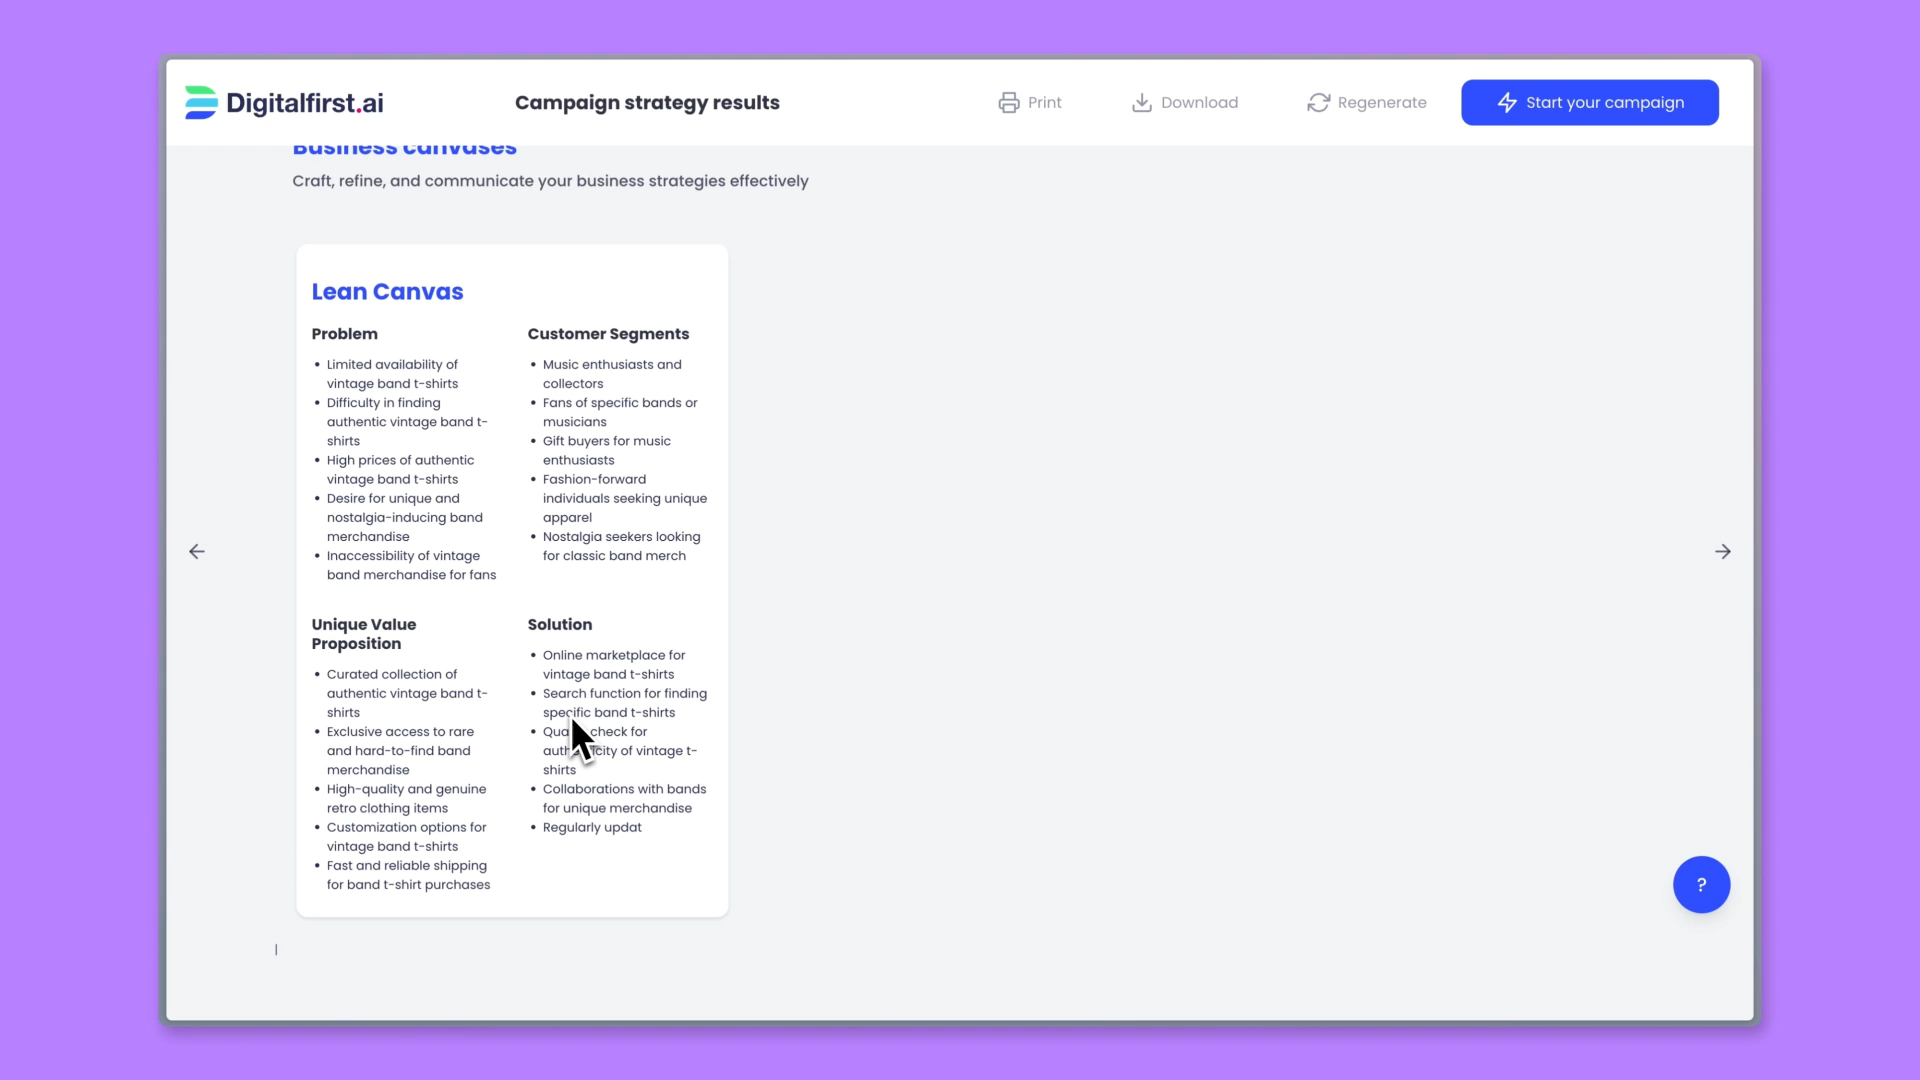 Digitalfirst.ai
Campaign strategy results
Print
Download
Regenerate
Start your campaign
Business canvases
Craft, refine, and communicate your business strategies effectively
Lean Canvas
Problem
• Limited availability of
vintage band t-shirts
• Difficulty in finding
authentic vintage band t-
shirts
• High prices of authentic
vintage band t-shirts
• Desire for unique and
nostalgia-inducing band
merchandise
• Inaccessibility of vintage
band merchandise for fans
Customer Segments
• Music enthusiasts and
collectors
• Fans of specific bands or
musicians
• Gift buyers for music
enthusiasts
• Fashion-forward
individuals seeking unique
apparel
• Nostalgia seekers looking
for classic band merch
Unique Value
Proposition
• Curated collection of
authentic vintage band t-
shirts
• Exclusive access to rare
and hard-to-find band
merchandise
• High-quality and genuine
retro clothing items
• Customization options for
vintage band t-shirts
• Fast and reliable shipping
for band t-shirt purchases
Solution
• Online marketplace for
vintage band t-shirts
• Search function for finding
specific band t-shirts
• Quality check for
authenticity of vintage t-
shirts
• Collaborations with bands
for unique merchandise
• Regularly updat
?